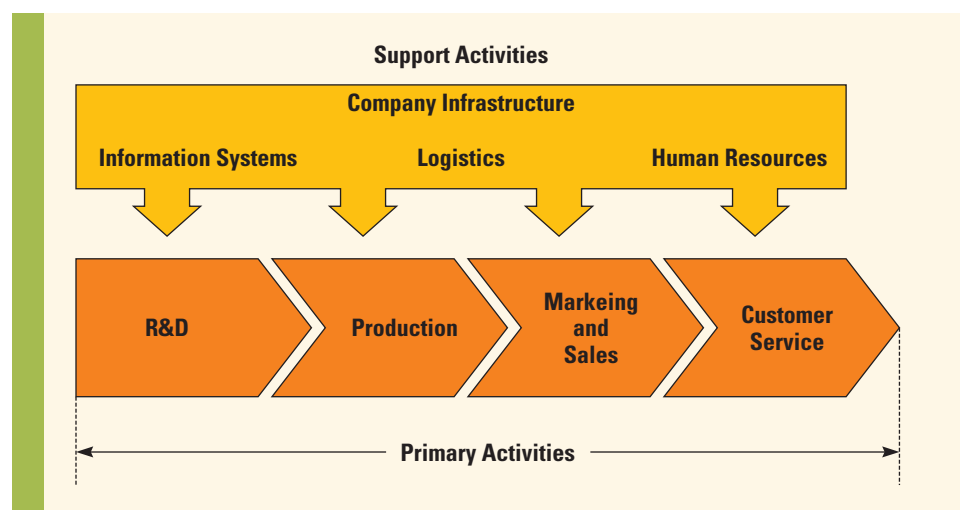 Support Activities
Company Infrastructure
Information Systems
Logistics
Human Resources
R&D
Production
Markeing
and
Sales
Customer
Service
Primary Activities